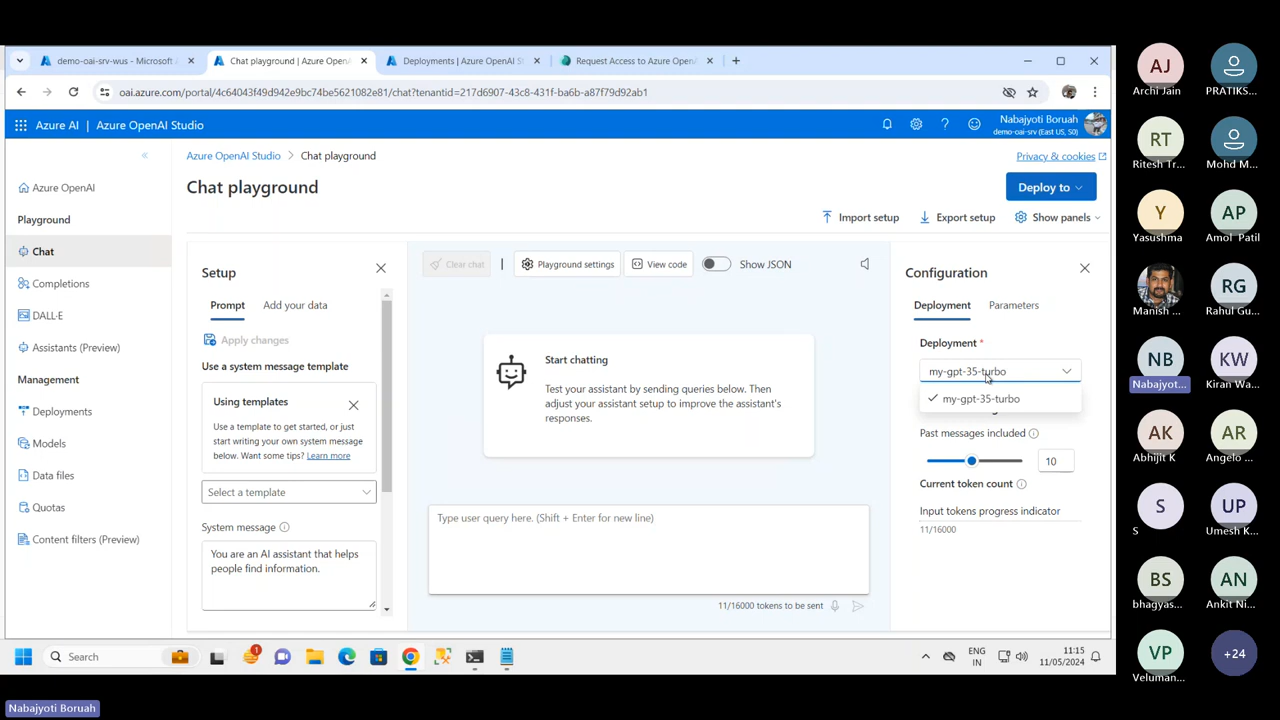 demo-oai-srv-wus - Microsoft A
Chat playground | Azure OpenA
Deployments | Azure OpenAI St
Request Access to Azure OpenA
oai.azure.com/portal/4c64043f49d942e9bc74be5621082e81/chat?tenantid=217d6971-43c8-431f-ba6b-a87f79d92ab1
Azure AI | Azure OpenAI Studio
Nabajyoti Boruah
demo-oai-srv (East US, S0)
Azure OpenAI Studio > Chat playground
Privacy & cookies
Chat playground
Deploy to
Import setup
Export setup
Show panels
Azure OpenAI
Playground
Chat
Completions
DALL·E
Assistants (Preview)
Management
Deployments
Models
Data files
Quotas
Content filters (Preview)
Setup
Prompt
Add your data
Apply changes
Use a system message template
Using templates
Use a template to get started, or just
start writing your own system message
below. Want some tips? Learn more
Select a template
System message
You are an AI assistant that helps
people find information.
Clear chat
Playground settings
View code
Show JSON
Start chatting
Test your assistant by sending queries below. Then
adjust your assistant setup to improve the assistant's
responses.
Type user query here. (Shift + Enter for new line)
11/16000 tokens to be sent
Configuration
Deployment
Parameters
Deployment *
my-gpt-35-turbo
my-gpt-35-turbo
Past messages included
10
Current token count
Input tokens progress indicator
11/16000
Search
1
ENG
IN
11:15
11/05/2024
AJ
Archi Jain
PRATIKS...
RT
Ritesh Tr...
Mohd M...
Y
Yasushma
AP
Amol Patil
Manish ...
RG
Rahul Gu...
NB
Nabajyot...
KW
Kiran Wa...
AK
Abhijit K
AR
Angelo ...
S
S
UP
Umesh K...
BS
bhagyas...
AN
Ankit Ni...
VP
Veluman...
+24
Nabajyoti Boruah